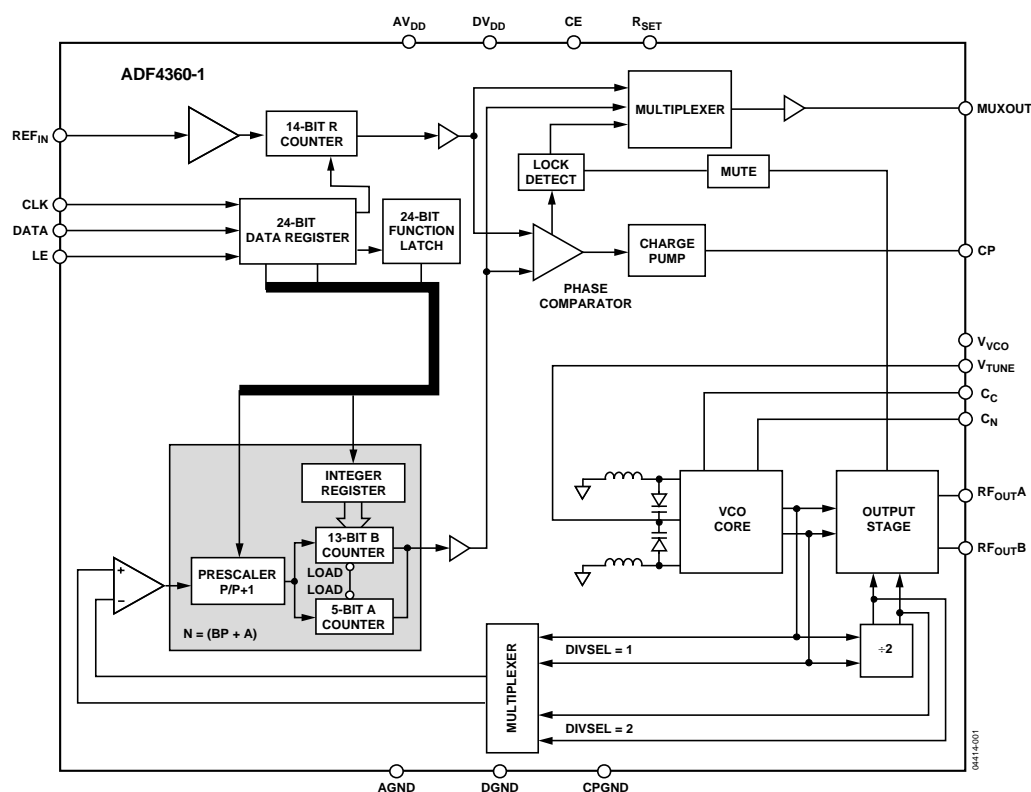 AVDD
DVDD
CE
RSET
ADF4360-1
REFIN
14-BIT R
COUNTER
MULTIPLEXER
MUXOUT
LOCK
DETECT
MUTE
CLK
DATA
LE
24-BIT
DATA REGISTER
24-BIT
FUNCTION
LATCH
CHARGE
PUMP
CP
PHASE
COMPARATOR
VVCO
VTUNE
CC
CN
INTEGER
REGISTER
13-BIT B
COUNTER
LOAD
LOAD
5-BIT A
COUNTER
PRESCALER
P/P+1
+
−
N = (BP + A)
VCO
CORE
OUTPUT
STAGE
RFOUTA
RFOUTB
MULTIPLEXER
DIVSEL = 1
DIVSEL = 2
÷2
04414-001
AGND
DGND
CPGND